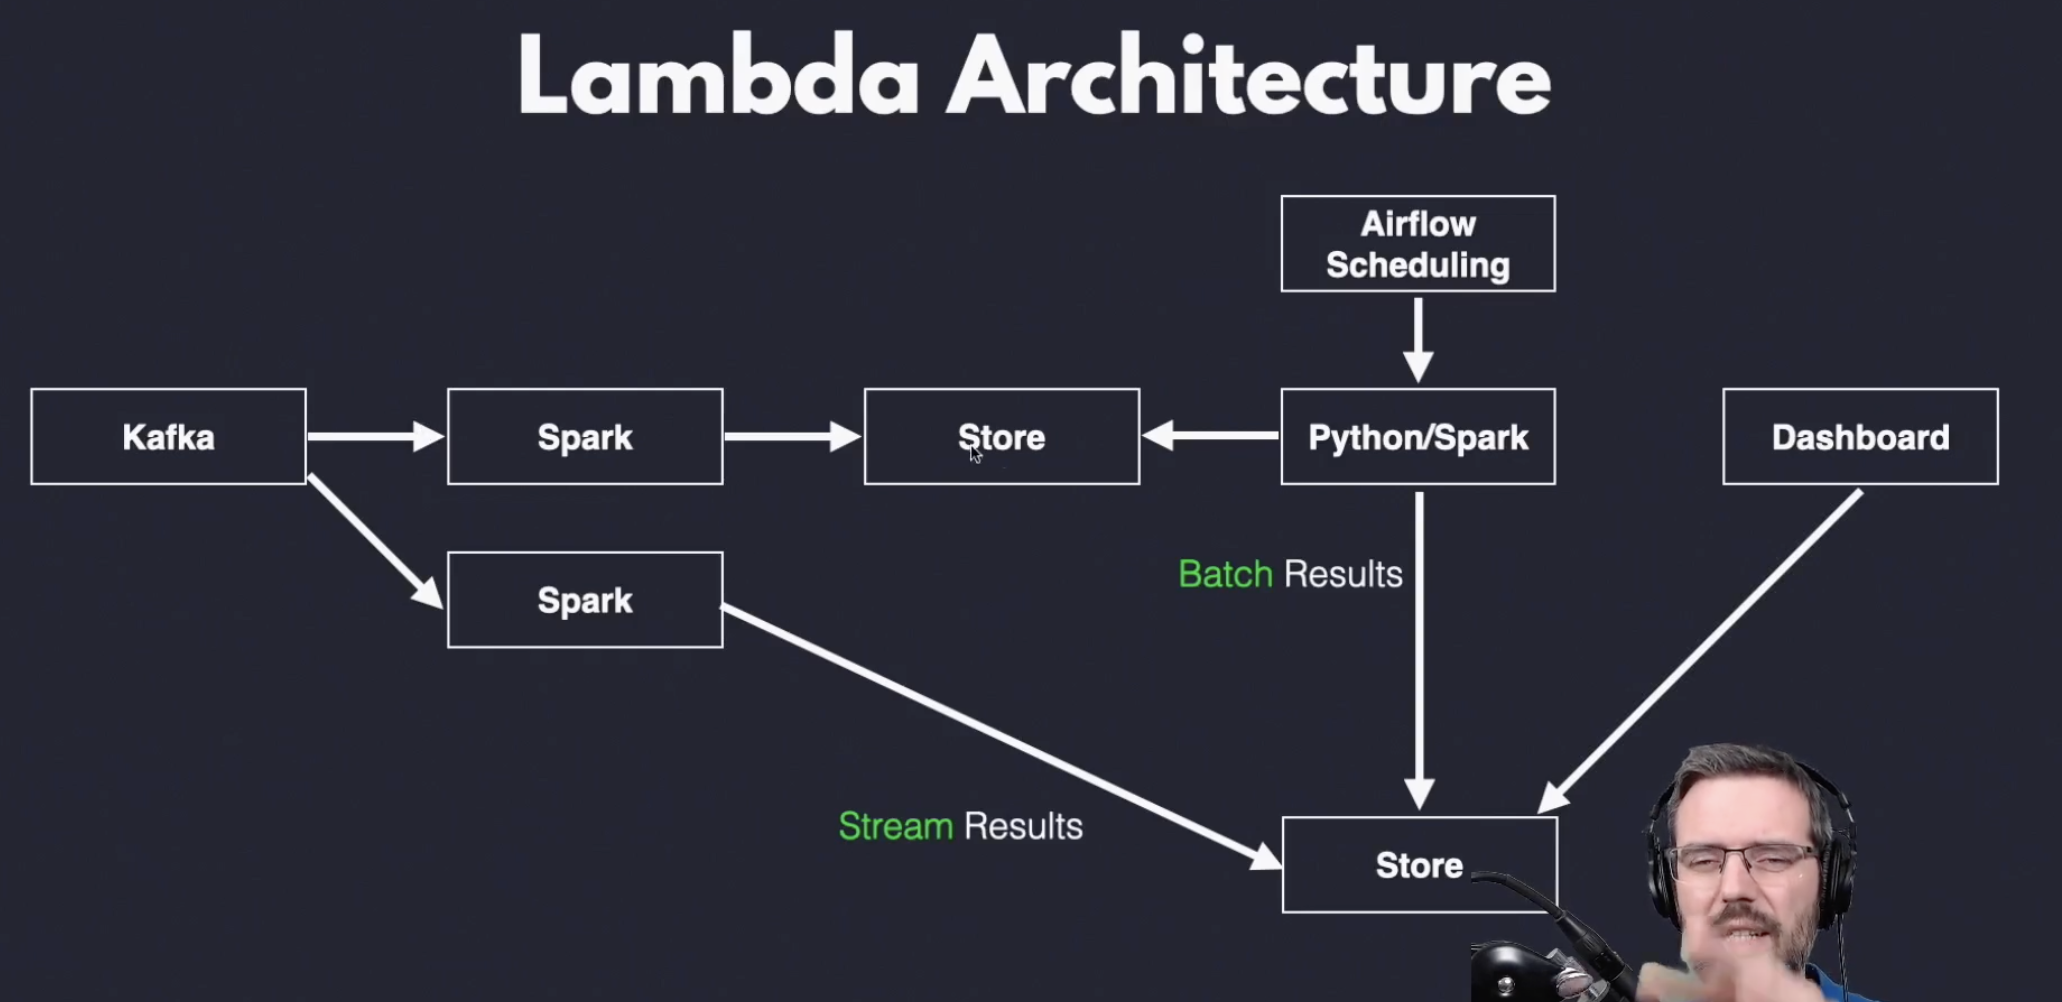 Lambda Architecture
Airflow
Scheduling
Kafka
Spark
Store
Python/Spark
Dashboard
Batch Results
Spark
Stream Results
Store